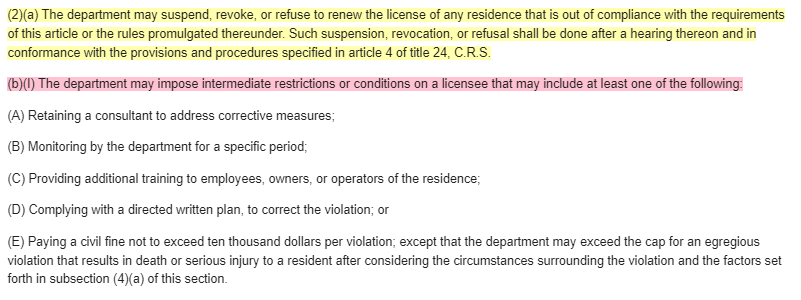 (2)(a) The department may suspend, revoke, or refuse to renew the license of any residence that is out of compliance with the requirements
of this article or the rules promulgated thereunder. Such suspension, revocation, or refusal shall be done after a hearing thereon and in
conformance with the provisions and procedures specified in article 4 of title 24, C.R.S.
(b)(I) The department may impose intermediate restrictions or conditions on a licensee that may include at least one of the following:
(A) Retaining a consultant to address corrective measures;
(B) Monitoring by the department for a specific period;
(C) Providing additional training to employees, owners, or operators of the residence;
(D) Complying with a directed written plan, to correct the violation; or
(E) Paying a civil fine not to exceed ten thousand dollars per violation; except that the department may exceed the cap for an egregious
violation that results in death or serious injury to a resident after considering the circumstances surrounding the violation and the factors set
forth in subsection (4)(a) of this section.